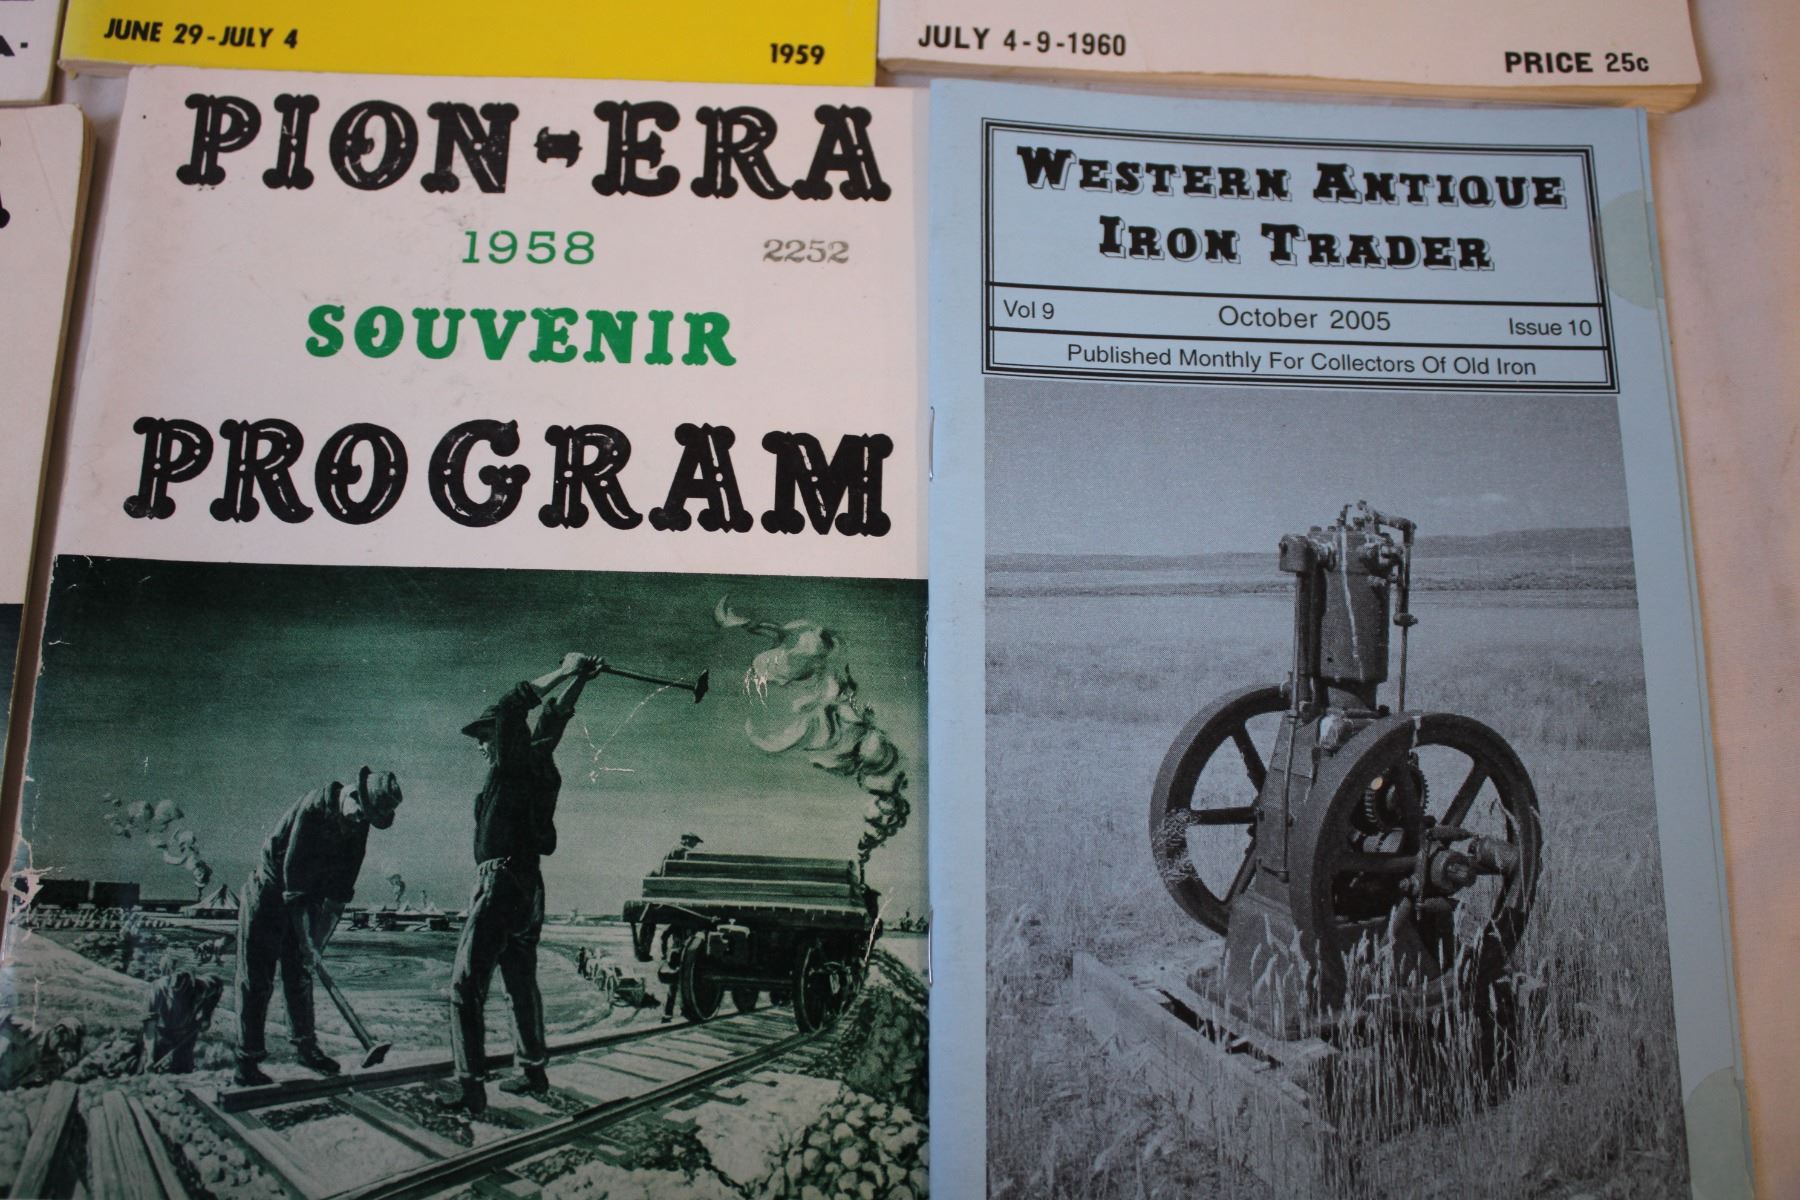 JUNE 29-JULY 4
1959
JULY 4-9-1960
PRICE 25c
PION-ERA
1958
2252
SOUVENIR
PROGRAM
WESTERN ANTIQUE
IRON TRADER
Vol 9
October 2005
Issue 10
Published Monthly For Collectors Of Old Iron